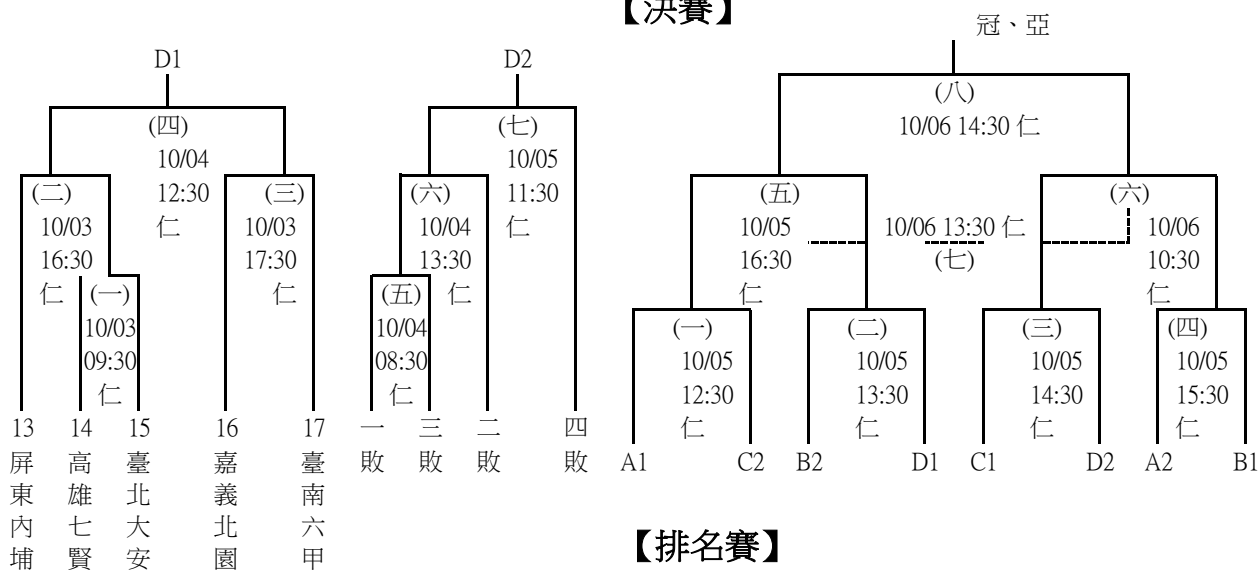 【決賽】
冠、亞
D1
D2
(四)
10/04
12:30
仁
(二)
10/03
16:30
仁
(一)
10/03
09:30
仁
(三)
10/03
17:30
仁
13
屏東內埔
14
高雄七賢
15
臺北大安
16
嘉義北園
17
臺南六甲
(七)
10/05
11:30
仁
(六)
10/04
13:30
仁
(五)
10/04
08:30
仁
一敗
三敗
二敗
四敗
(八)
10/06 14:30 仁
(五)
10/05
16:30
仁
10/06 13:30 仁
(七)
(六)
10/06
10:30
仁
(一)
10/05
12:30
仁
(二)
10/05
13:30
仁
(三)
10/05
14:30
仁
(四)
10/05
15:30
仁
A1
C2
B2
D1
C1
D2
A2
B1
【排名賽】